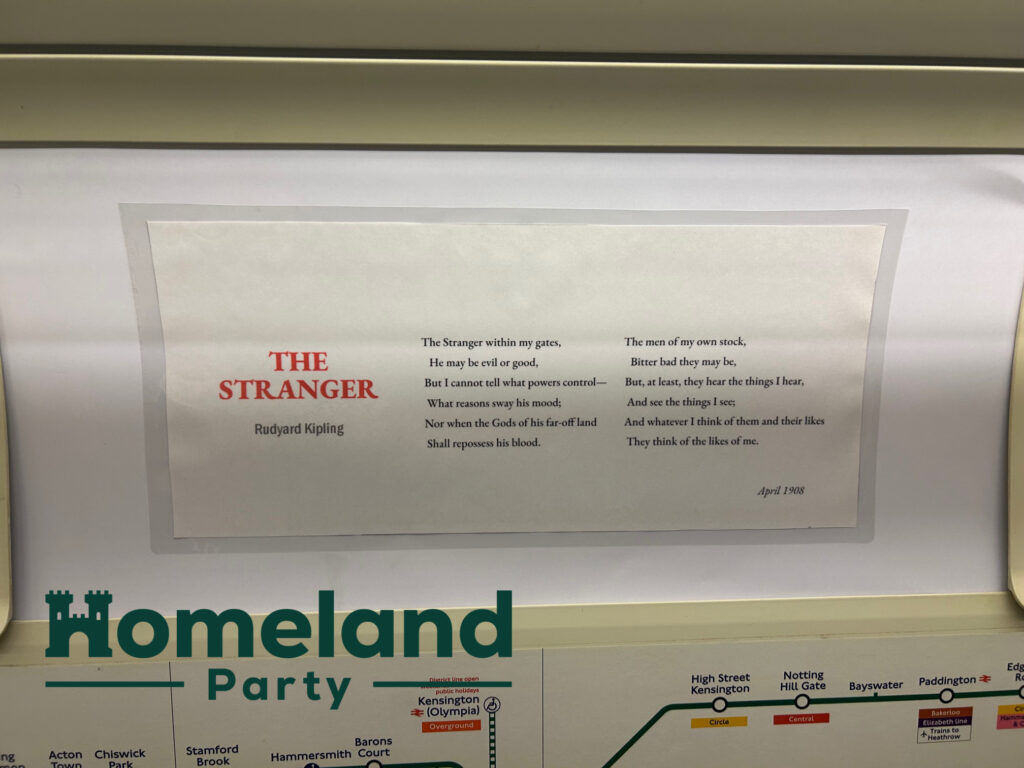 THE
STRANGER
Rudyard Kipling
The Stranger within my gates,
He may be evil or good,
But I cannot tell what powers control—
What reasons sway his mood;
Nor when the Gods of his far-off land
Shall repossess his blood.
The men of my own stock,
Bitter bad they may be,
But, at least, they hear the things I hear,
And see the things I see;
And whatever I think of them and their likes
They think of the likes of me.
April 1908
Homeland
Party
District line open
public holidays
Kensington
(Olympia)
Overground
Acton
Town
Chiswick
Park
Stamford
Brook
Hammersmith
Barons
Court
High Street
Kensington
Circle
Notting
Hill Gate
Central
Bayswater
Paddington
Bakerloo
Elizabeth line
Trains to
Heathrow